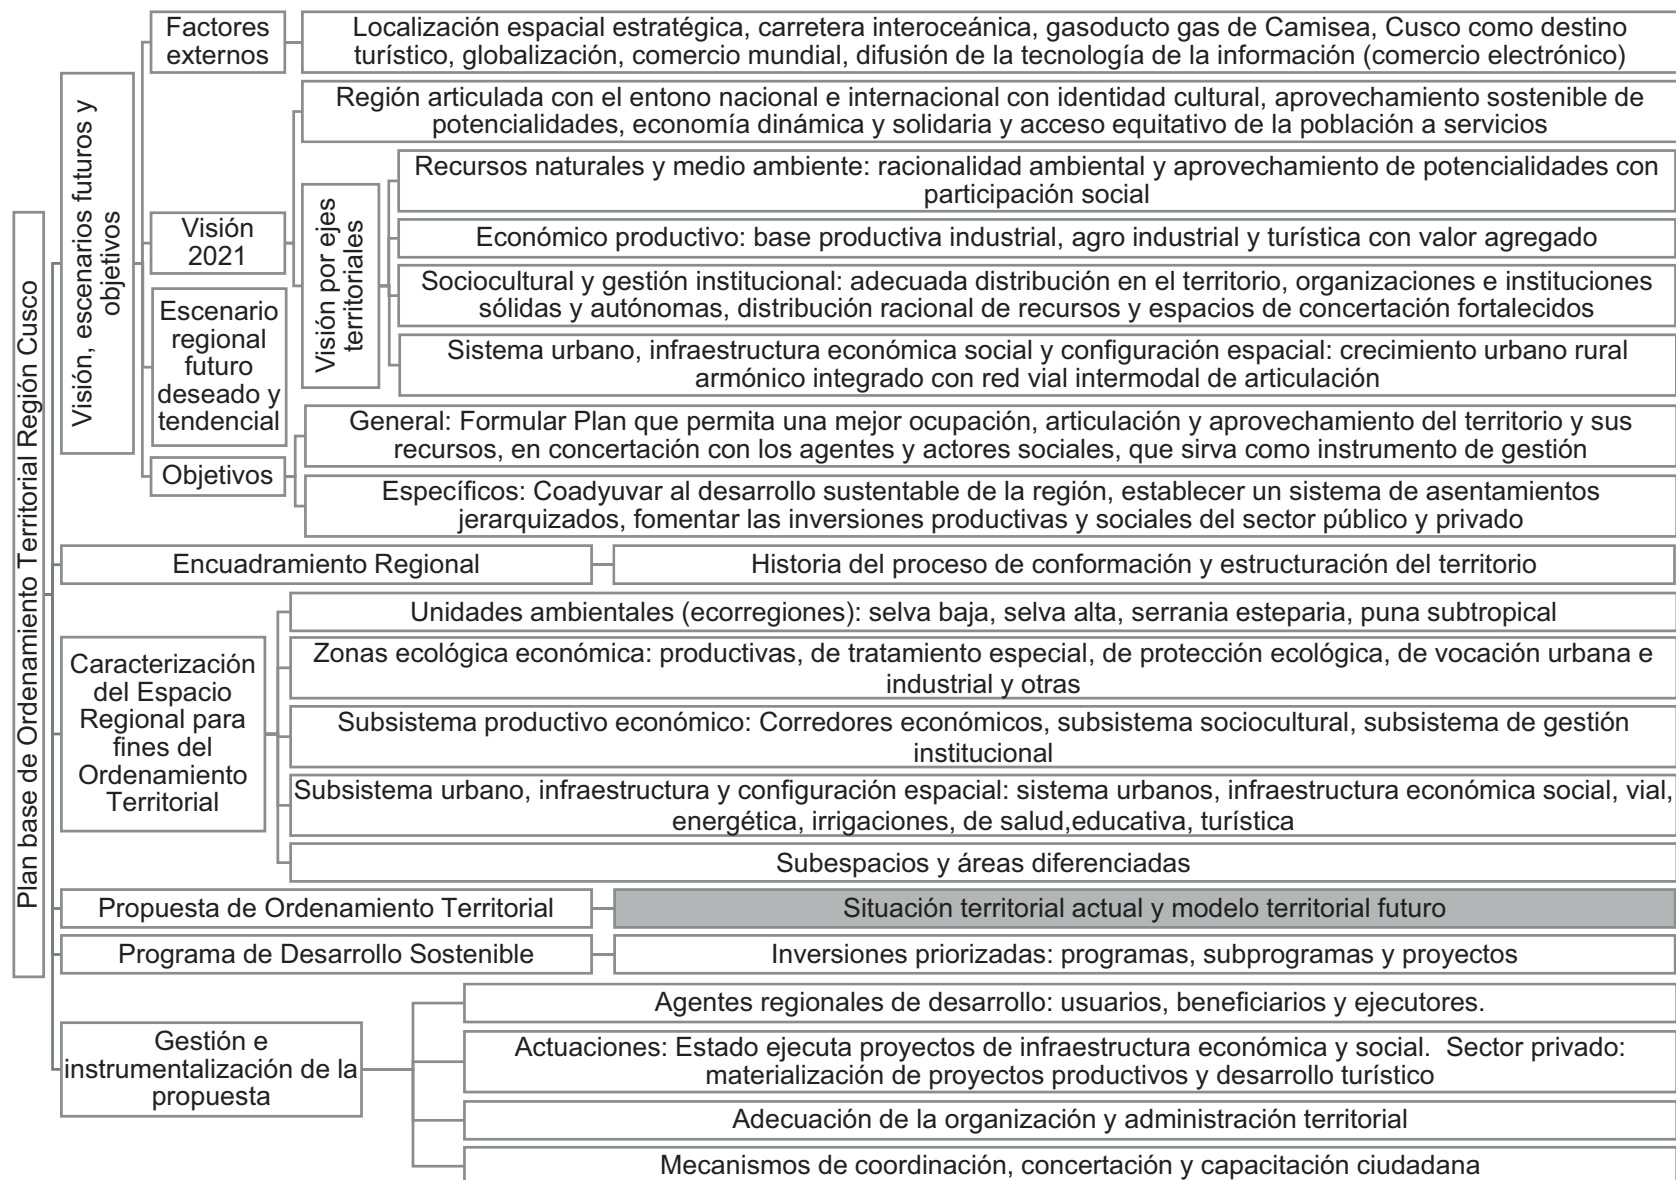 Plan base de Ordenamiento Territorial Región Cusco
Visión, escenarios futuros y
objetivos
Factores
externos
Localización espacial estratégica, carretera interoceánica, gasoducto gas de Camisea, Cusco como destino
turístico, globalización, comercio mundial, difusión de la tecnología de la información (comercio electrónico)
Visión
2021
Región articulada con el entono nacional e internacional con identidad cultural, aprovechamiento sostenible de
potencialidades, economía dinámica y solidaria y acceso equitativo de la población a servicios
Visión por ejes
territoriales
Recursos naturales y medio ambiente: racionalidad ambiental y aprovechamiento de potencialidades con
participación social
Económico productivo: base productiva industrial, agro industrial y turística con valor agregado
Sociocultural y gestión institucional: adecuada distribución en el territorio, organizaciones e instituciones
sólidas y autónomas, distribución racional de recursos y espacios de concertación fortalecidos
Sistema urbano, infraestructura económica social y configuración espacial: crecimiento urbano rural
armónico integrado con red vial intermodal de articulación
Escenario
regional
futuro
deseado y
tendencial
Objetivos
General: Formular Plan que permita una mejor ocupación, articulación y aprovechamiento del territorio y sus
recursos, en concertación con los agentes y actores sociales, que sirva como instrumento de gestión
Específicos: Coadyuvar al desarrollo sustentable de la región, establecer un sistema de asentamientos
jerarquizados, fomentar las inversiones productivas y sociales del sector público y privado
Encuadramiento Regional
Historia del proceso de conformación y estructuración del territorio
Caracterización
del Espacio
Regional para
fines del
Ordenamiento
Territorial
Unidades ambientales (ecorregiones): selva baja, selva alta, serrania esteparia, puna subtropical
Zonas ecológica económica: productivas, de tratamiento especial, de protección ecológica, de vocación urbana e
industrial y otras
Subsistema productivo económico: Corredores económicos, subsistema sociocultural, subsistema de gestión
institucional
Subsistema urbano, infraestructura y configuración espacial: sistema urbanos, infraestructura económica social, vial,
energética, irrigaciones, de salud,educativa, turística
Subespacios y áreas diferenciadas
Propuesta de Ordenamiento Territorial
Situación territorial actual y modelo territorial futuro
Programa de Desarrollo Sostenible
Inversiones priorizadas: programas, subprogramas y proyectos
Gestión e
instrumentalización de la
propuesta
Agentes regionales de desarrollo: usuarios, beneficiarios y ejecutores.
Actuaciones: Estado ejecuta proyectos de infraestructura económica y social. Sector privado:
materialización de proyectos productivos y desarrollo turístico
Adecuación de la organización y administración territorial
Mecanismos de coordinación, concertación y capacitación ciudadana